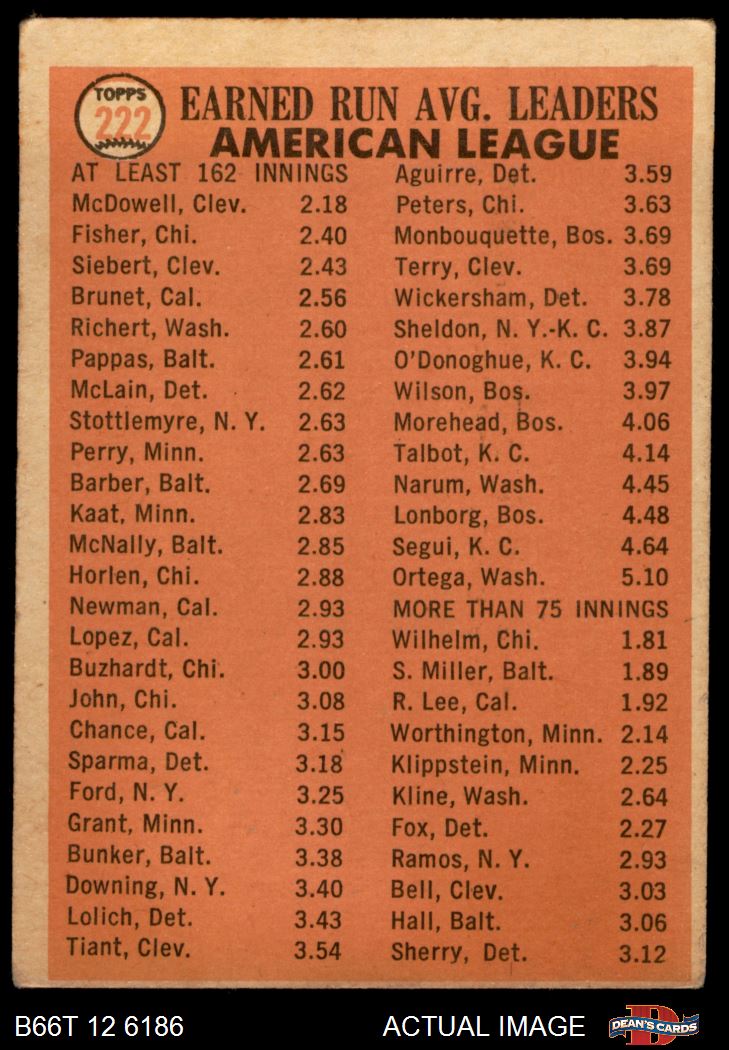 TOPPS
222
EARNED RUN AVG. LEADERS
AMERICAN LEAGUE
AT LEAST 162 INNINGS
McDowell, Clev. 2.18
Fisher, Chi. 2.40
Siebert, Clev. 2.43
Brunet, Cal. 2.56
Richert, Wash. 2.60
Pappas, Balt. 2.61
McLain, Det. 2.62
Stottlemyre, N. Y. 2.63
Perry, Minn. 2.63
Barber, Balt. 2.69
Kaat, Minn. 2.83
McNally, Balt. 2.85
Horlen, Chi. 2.88
Newman, Cal. 2.93
Lopez, Cal. 2.93
Buzhardt, Chi. 3.00
John, Chi. 3.08
Chance, Cal. 3.15
Sparma, Det. 3.18
Ford, N. Y. 3.25
Grant, Minn. 3.30
Bunker, Balt. 3.38
Downing, N. Y. 3.40
Lolich, Det. 3.43
Tiant, Clev. 3.54
Aguirre, Det. 3.59
Peters, Chi. 3.63
Monbouquette, Bos. 3.69
Terry, Clev. 3.69
Wickersham, Det. 3.78
Sheldon, N. Y.-K. C. 3.87
O'Donoghue, K. C. 3.94
Wilson, Bos. 3.97
Morehead, Bos. 4.06
Talbot, K. C. 4.14
Narum, Wash. 4.45
Lonborg, Bos. 4.48
Segui, K. C. 4.64
Ortega, Wash. 5.10
MORE THAN 75 INNINGS
Wilhelm, Chi. 1.81
S. Miller, Balt. 1.89
R. Lee, Cal. 1.92
Worthington, Minn. 2.14
Klippstein, Minn. 2.25
Kline, Wash. 2.64
Fox, Det. 2.27
Ramos, N. Y. 2.93
Bell, Clev. 3.03
Hall, Balt. 3.06
Sherry, Det. 3.12
B66T 12 6186
ACTUAL IMAGE
D
DEAN'S CARDS